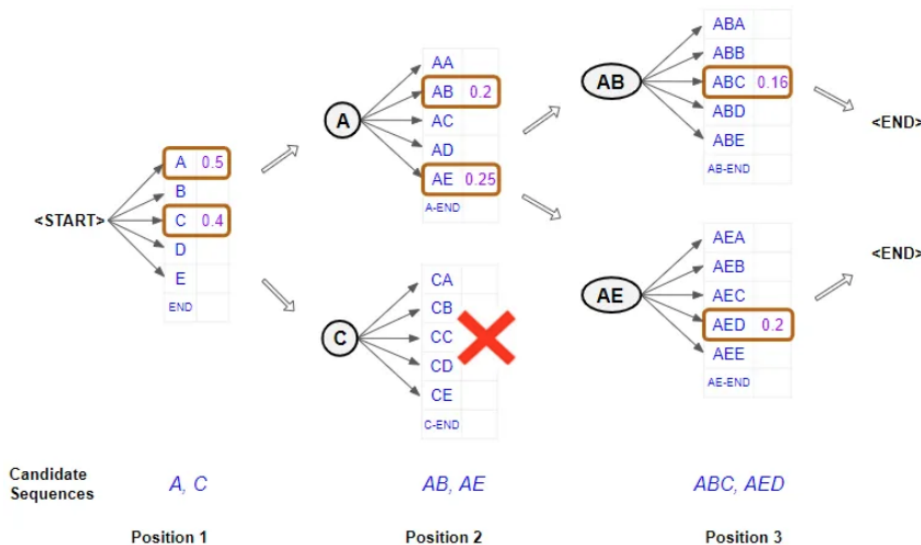 <START>
A 0.5
B
C 0.4
D
E
END
A
AA
AB 0.2
AC
AD
AE 0.25
A-END
C
CA
CB
CC
CD
CE
C-END
AB
ABA
ABB
ABC 0.16
ABD
ABE
AB-END
<END>
AE
AEA
AEB
AEC
AED 0.2
AEE
AE-END
<END>
Candidate
Sequences
A, C
AB, AE
ABC, AED
Position 1
Position 2
Position 3